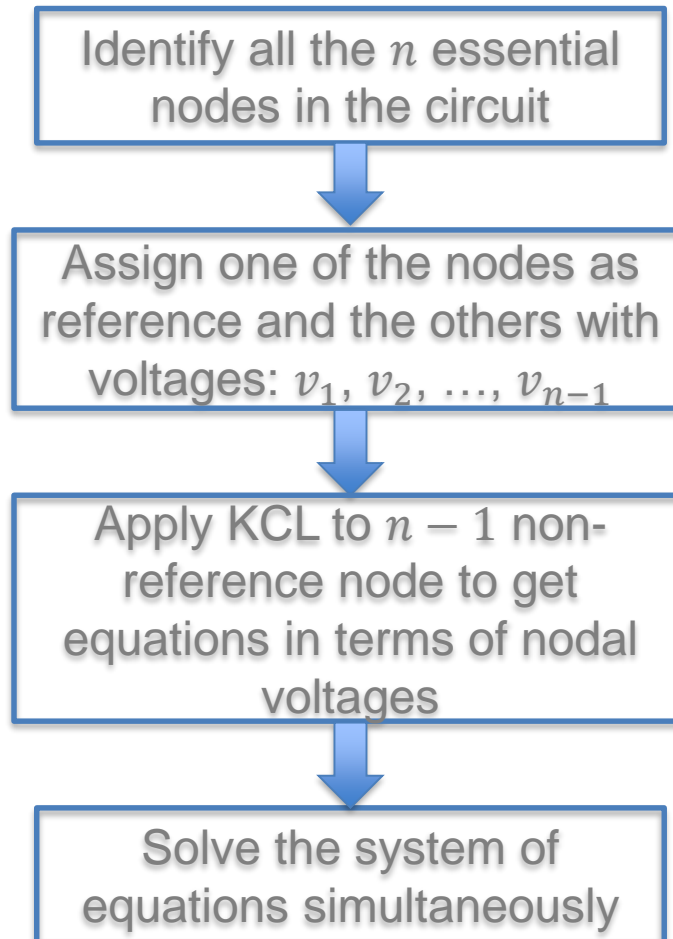 Identify all the n essential
nodes in the circuit
Assign one of the nodes as
reference and the others with
voltages: v₁, v₂, …, vₙ₋₁
Apply KCL to n − 1 non-
reference node to get
equations in terms of nodal
voltages
Solve the system of
equations simultaneously